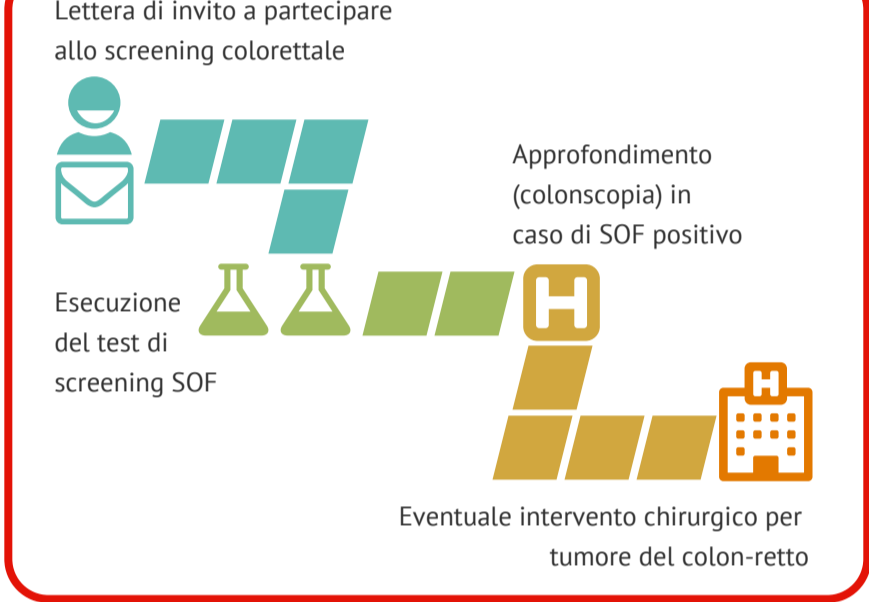 Lettera di invito a partecipare
allo screening colorettale
Approfondimento
(colonscopia) in
caso di SOF positivo
H
Esecuzione
del test di
screening SOF
H
Eventuale intervento chirurgico per
tumore del colon-retto